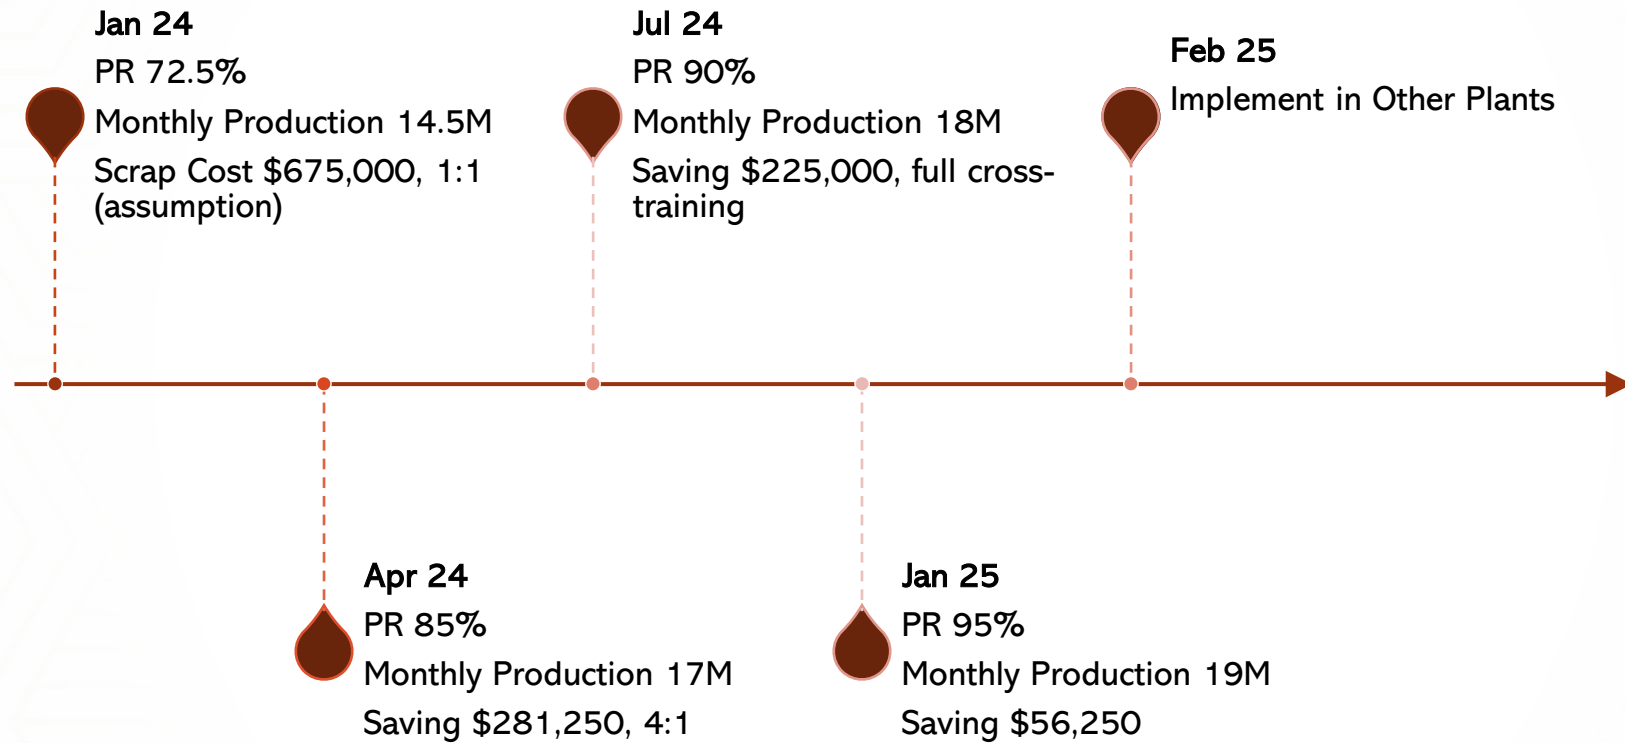 Jan 24
PR 72.5%
Monthly Production 14.5M
Scrap Cost $675,000, 1:1
(assumption)
Apr 24
PR 85%
Monthly Production 17M
Saving $281,250, 4:1
Jul 24
PR 90%
Monthly Production 18M
Saving $225,000, full cross-
training
Jan 25
PR 95%
Monthly Production 19M
Saving $56,250
Feb 25
Implement in Other Plants